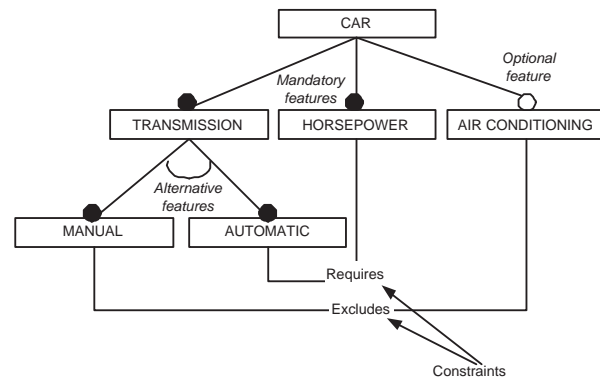 CAR
Optional
feature
Mandatory
features
TRANSMISSION
HORSEPOWER
AIR CONDITIONING
Alternative
features
MANUAL
AUTOMATIC
Requires
Excludes
Constraints